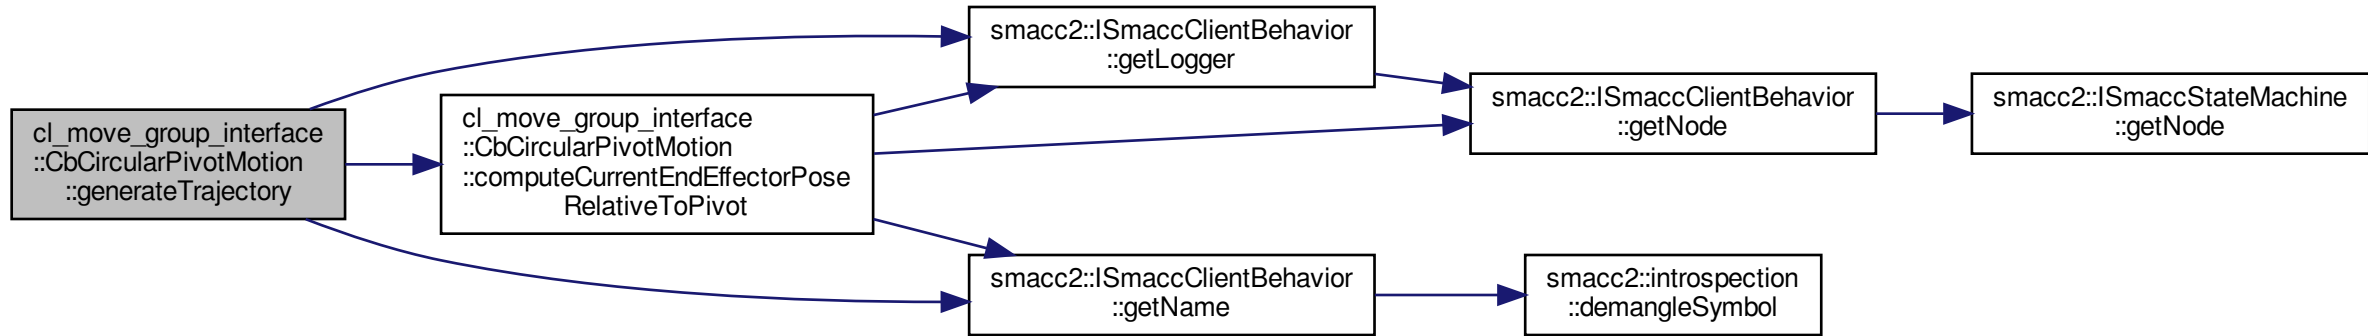 cl_move_group_interface
::CbCircularPivotMotion
::generateTrajectory
cl_move_group_interface
::CbCircularPivotMotion
::computeCurrentEndEffectorPose
RelativeToPivot
smacc2::ISmaccClientBehavior
::getLogger
smacc2::ISmaccClientBehavior
::getNode
smacc2::ISmaccStateMachine
::getNode
smacc2::ISmaccClientBehavior
::getName
smacc2::introspection
::demangleSymbol